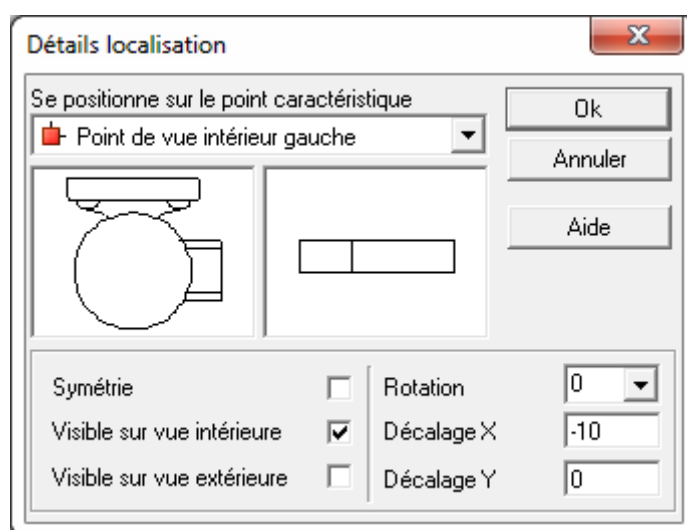 Détails localisation
Se positionne sur le point caractéristique
Point de vue intérieur gauche
Ok
Annuler
Aide
Symétrie
Visible sur vue intérieure
Visible sur vue extérieure
Rotation 0
Décalage X -10
Décalage Y 0